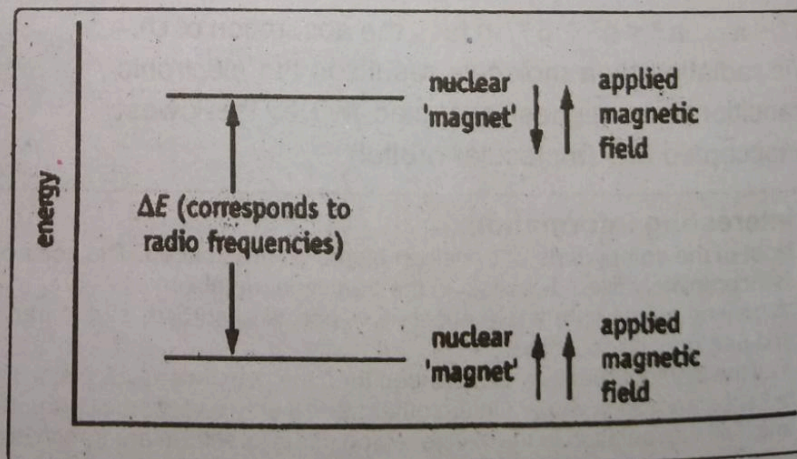 nuclear
'magnet'
applied
magnetic
field
energy
ΔE (corresponds to
radio frequencies)
nuclear
'magnet'
applied
magnetic
field